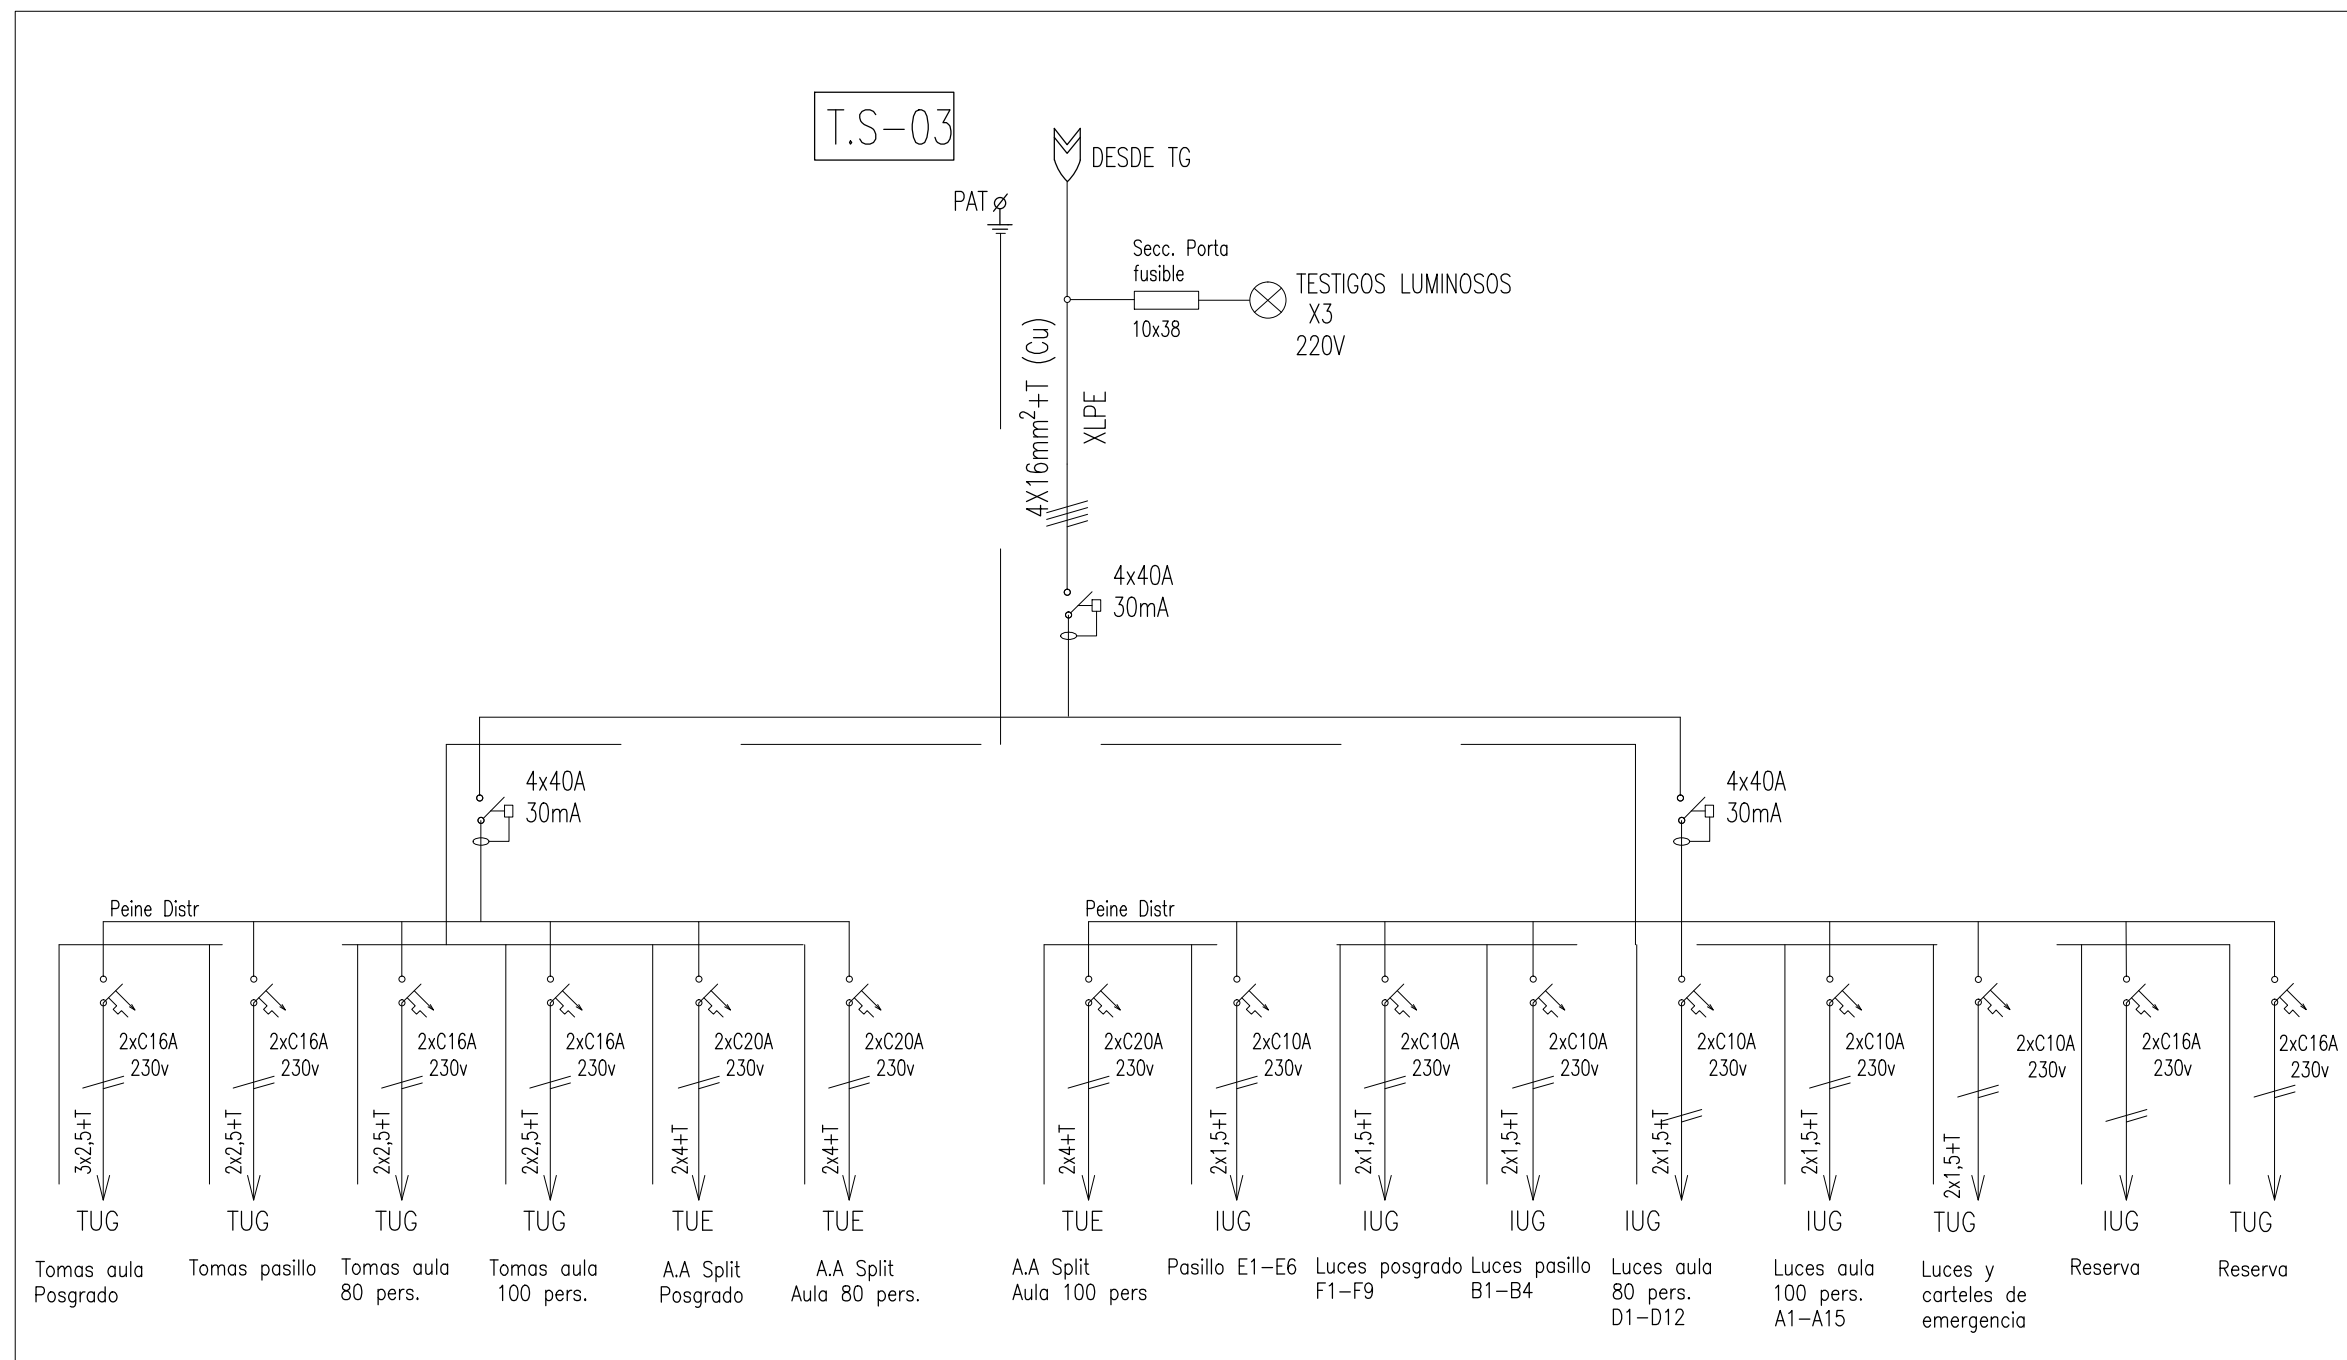 T.S-03
DESDE TG
PAT
Secc. Porta
fusible
10x38
TESTIGOS LUMINOSOS
X3
220V
4X16mm²+T (Cu)
XLPE
4x40A
30mA
4x40A
30mA
4x40A
30mA
Peine Distr
Peine Distr
2xC16A
230v
3x2,5+T
TUG
Tomas aula
Posgrado
2xC16A
230v
2x2,5+T
TUG
Tomas pasillo
2xC16A
230v
2x2,5+T
TUG
Tomas aula
80 pers.
2xC16A
230v
2x2,5+T
TUG
Tomas aula
100 pers.
2xC20A
230v
2x4+T
TUE
A.A Split
Posgrado
2xC20A
230v
2x4+T
TUE
A.A Split
Aula 80 pers.
2xC20A
230v
2x4+T
TUE
A.A Split
Aula 100 pers
2xC10A
230v
2x1,5+T
IUG
Pasillo E1-E6
2xC10A
230v
2x1,5+T
IUG
Luces posgrado
F1-F9
2xC10A
230v
2x1,5+T
IUG
Luces pasillo
B1-B4
2xC10A
230v
2x1,5+T
IUG
Luces aula
80 pers.
D1-D12
2xC10A
230v
2x1,5+T
IUG
Luces aula
100 pers.
A1-A15
2xC10A
230v
2x1,5+T
TUG
Luces y
carteles de
emergencia
2xC16A
230v
IUG
Reserva
2xC16A
230v
TUG
Reserva